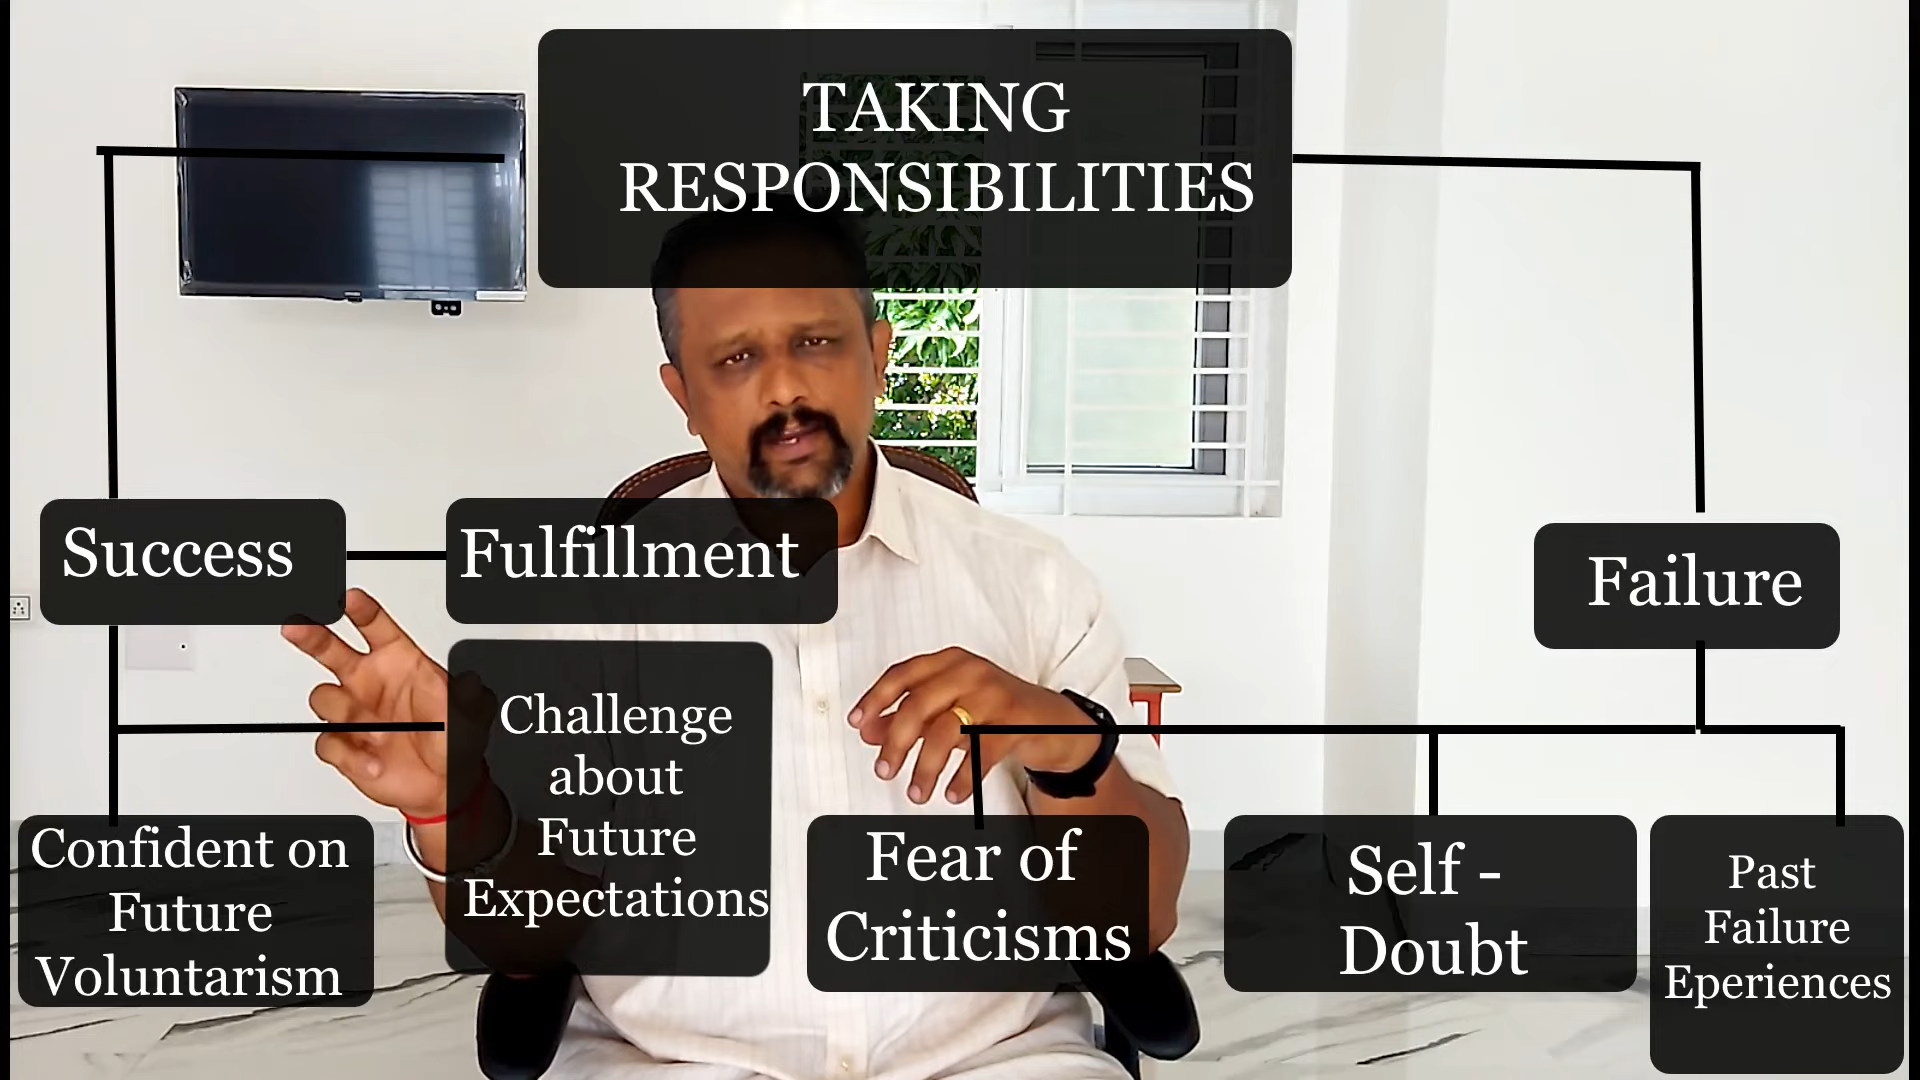 TAKING
RESPONSIBILITIES
Success
Fulfillment
Failure
Challenge
about
Future
Expectations
Confident on
Future
Voluntarism
Fear of
Criticisms
Self -
Doubt
Past
Failure
Eperiences